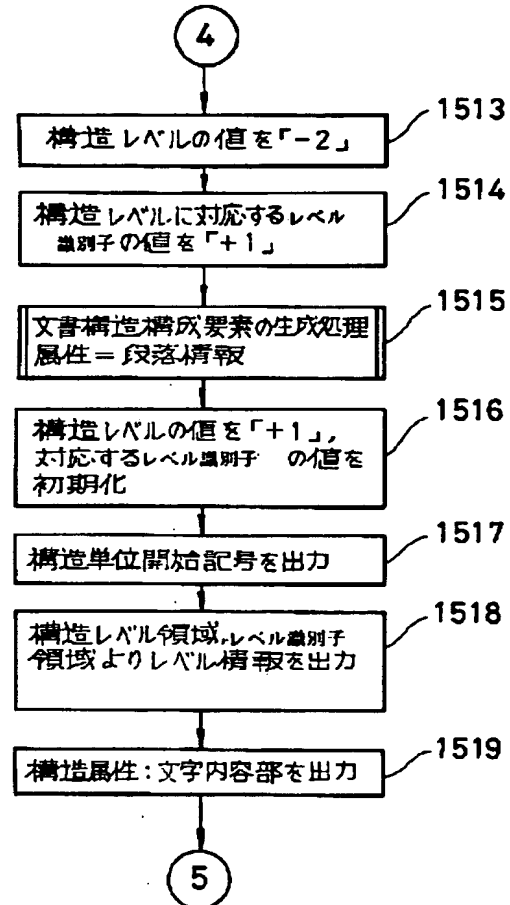 4
1513
構造レベルの値を「-2」
1514
構造レベルに対応するレベル
識別子の値を「+1」
1515
文書構造構成要素の生成処理
属性=段落情報
1516
構造レベルの値を「+1」,
対応するレベル識別子 の値を
初期化
1517
構造単位開始記号を出力
1518
構造レベル領域,レベル識別子
領域よりレベル情報を出力
1519
構造属性:文字内容部を出力
5